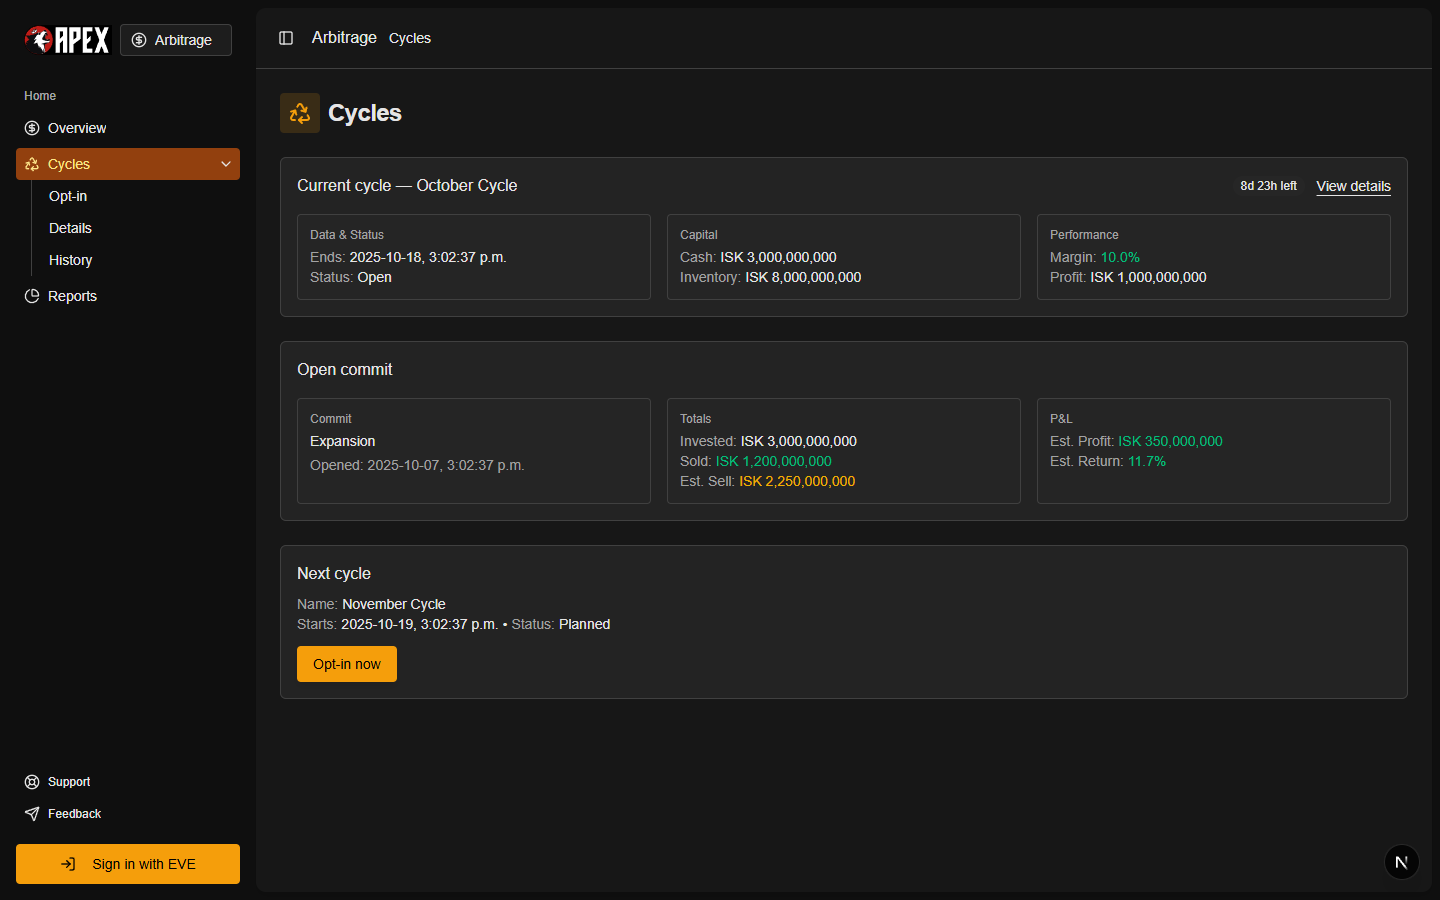 APEX
Arbitrage
Home
Overview
Cycles
Opt-in
Details
History
Reports
Support
Feedback
Sign in with EVE
Arbitrage Cycles
Cycles
Current cycle — October Cycle
8d 23h left View details
Data & Status
Ends: 2025-10-18, 3:02:37 p.m.
Status: Open
Capital
Cash: ISK 3,000,000,000
Inventory: ISK 8,000,000,000
Performance
Margin: 10.0%
Profit: ISK 1,000,000,000
Open commit
Commit
Expansion
Opened: 2025-10-07, 3:02:37 p.m.
Totals
Invested: ISK 3,000,000,000
Sold: ISK 1,200,000,000
Est. Sell: ISK 2,250,000,000
P&L
Est. Profit: ISK 350,000,000
Est. Return: 11.7%
Next cycle
Name: November Cycle
Starts: 2025-10-19, 3:02:37 p.m. • Status: Planned
Opt-in now
N